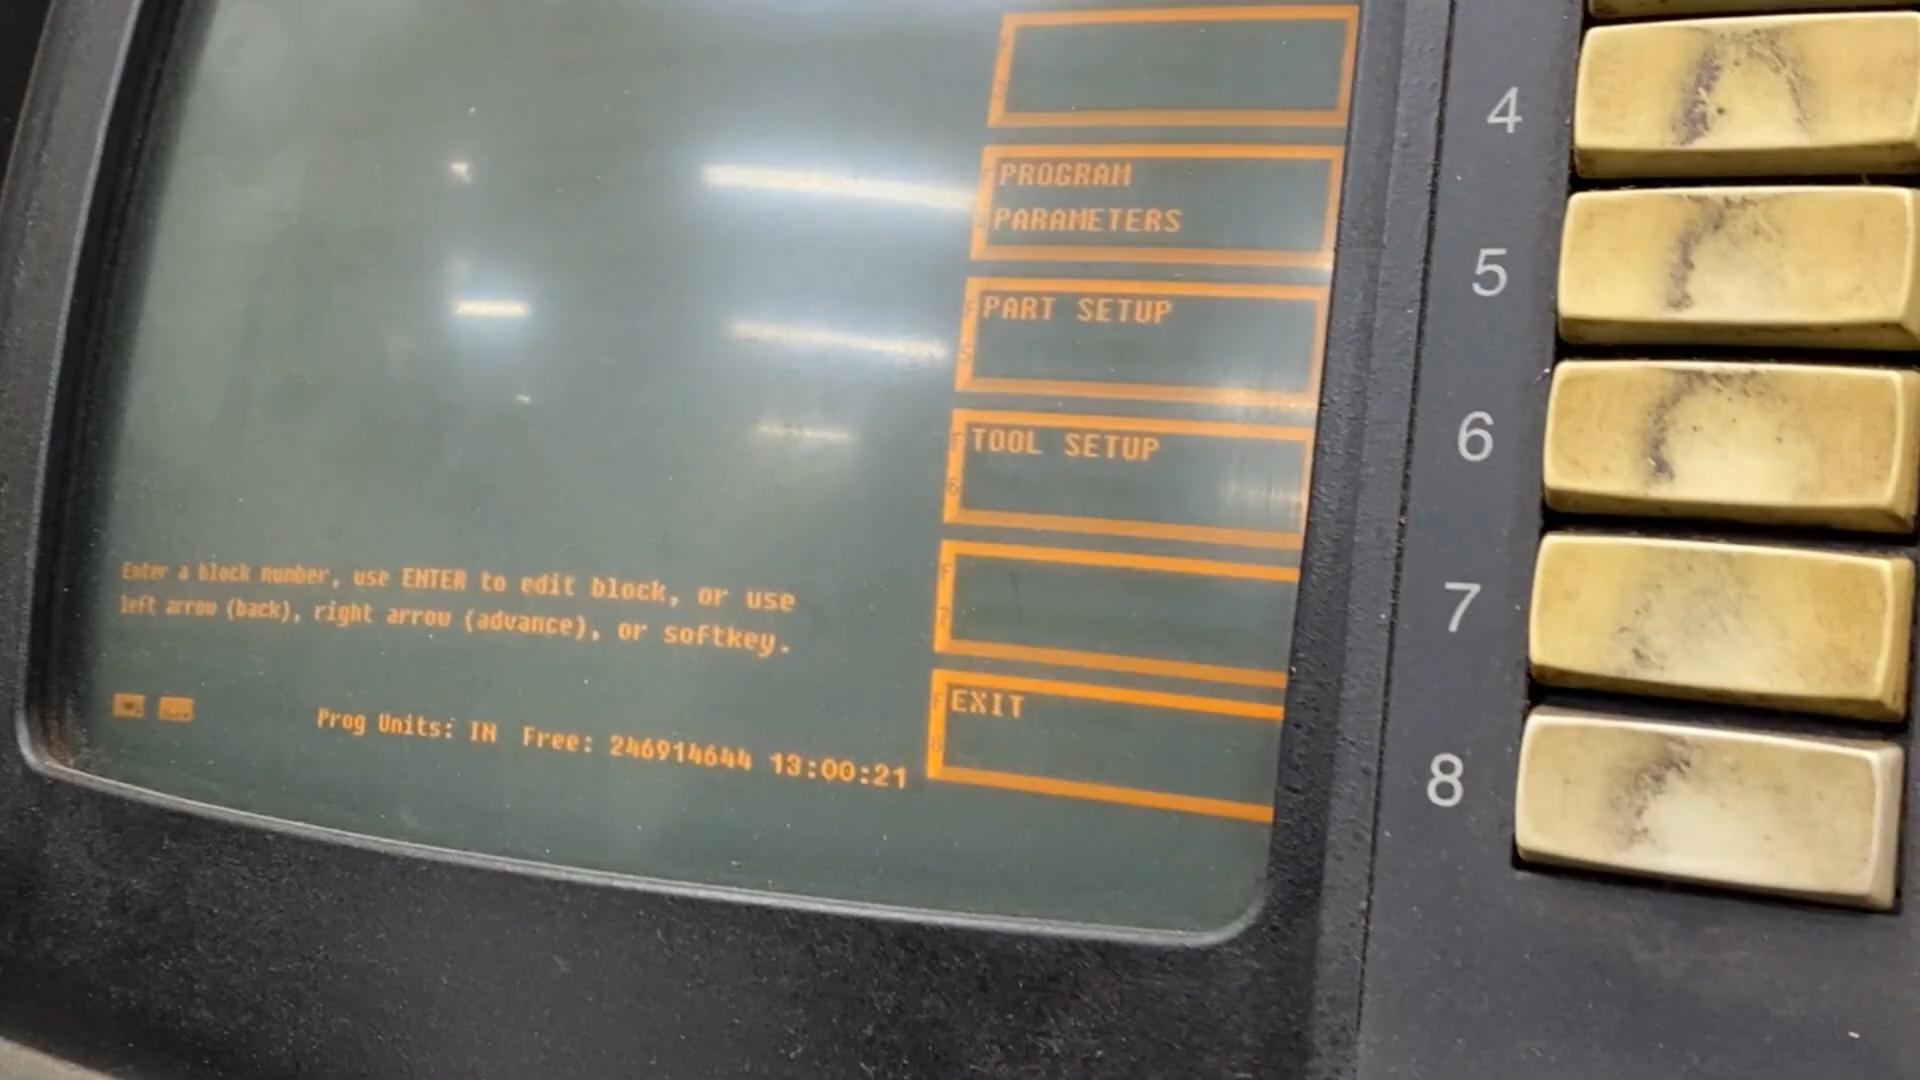 PROGRAM
PARAMETERS
PART SETUP
TOOL SETUP
EXIT
Enter a block number, use ENTER to edit block, or use
left arrow (back), right arrow (advance), or softkey.
Prog Units: IN Free: 246914644 13:00:21
4
5
6
7
8